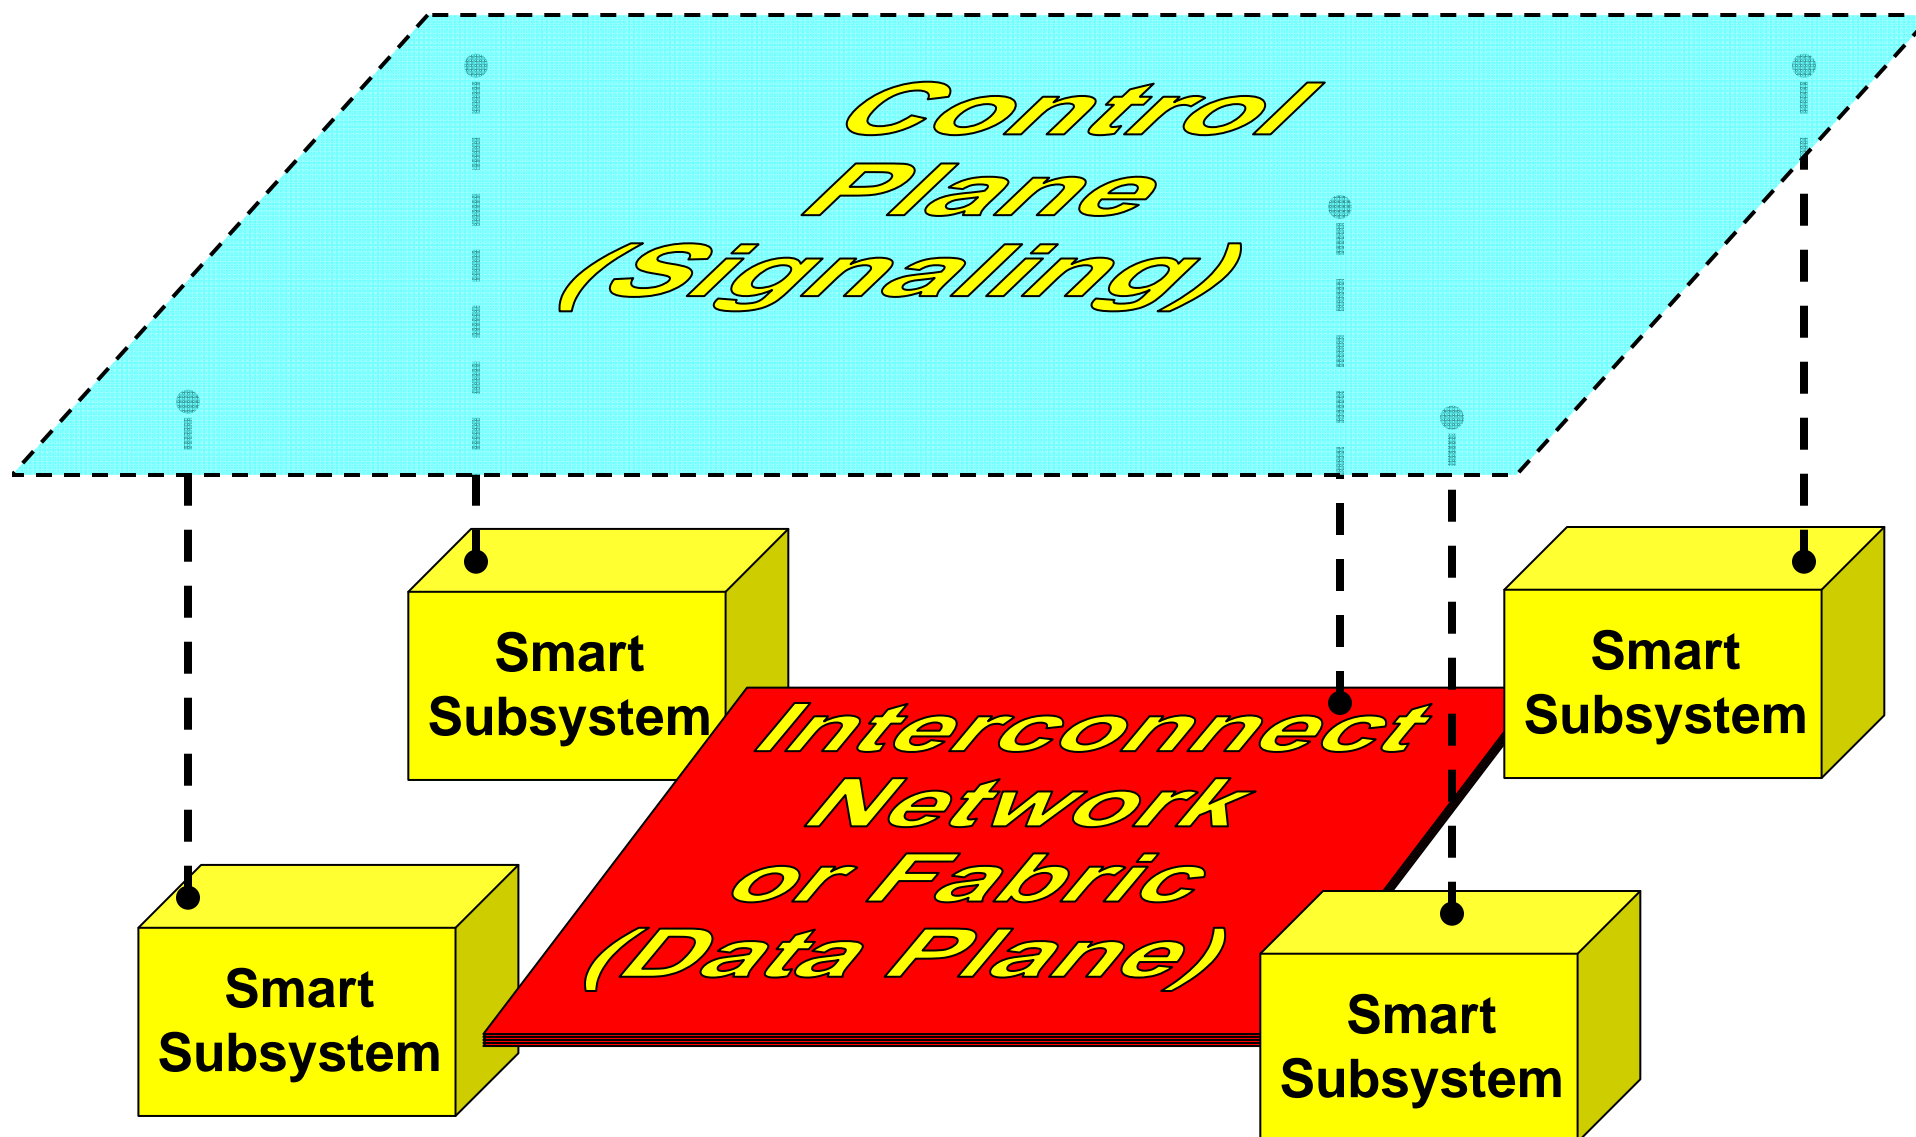 Control
Plane
(Signaling)
Smart
Subsystem
Smart
Subsystem
Interconnect
Network
or Fabric
(Data Plane)
Smart
Subsystem
Smart
Subsystem